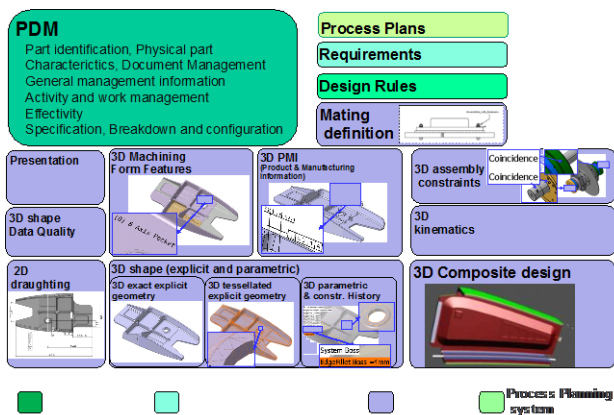 PDM
Part identification, Physical part
Characterictics, Document Management
General management information
Activity and work management
Effectivity
Specification, Breakdown and configuration
Process Plans
Requirements
Design Rules
Mating
definition
Presentation
3D Machining
Form Features
3D PMI
(Product & Manufacturing
information)
3D assembly
constraints
Coincidence
Coincidence
3D shape
Data Quality
3D
kinematics
2D
draughting
3D shape (explicit and parametric)
3D exact explicit
geometry
3D tessellated
explicit geometry
3D parametric
& constr. History
System Boss
3D Composite design
Process Planning
system